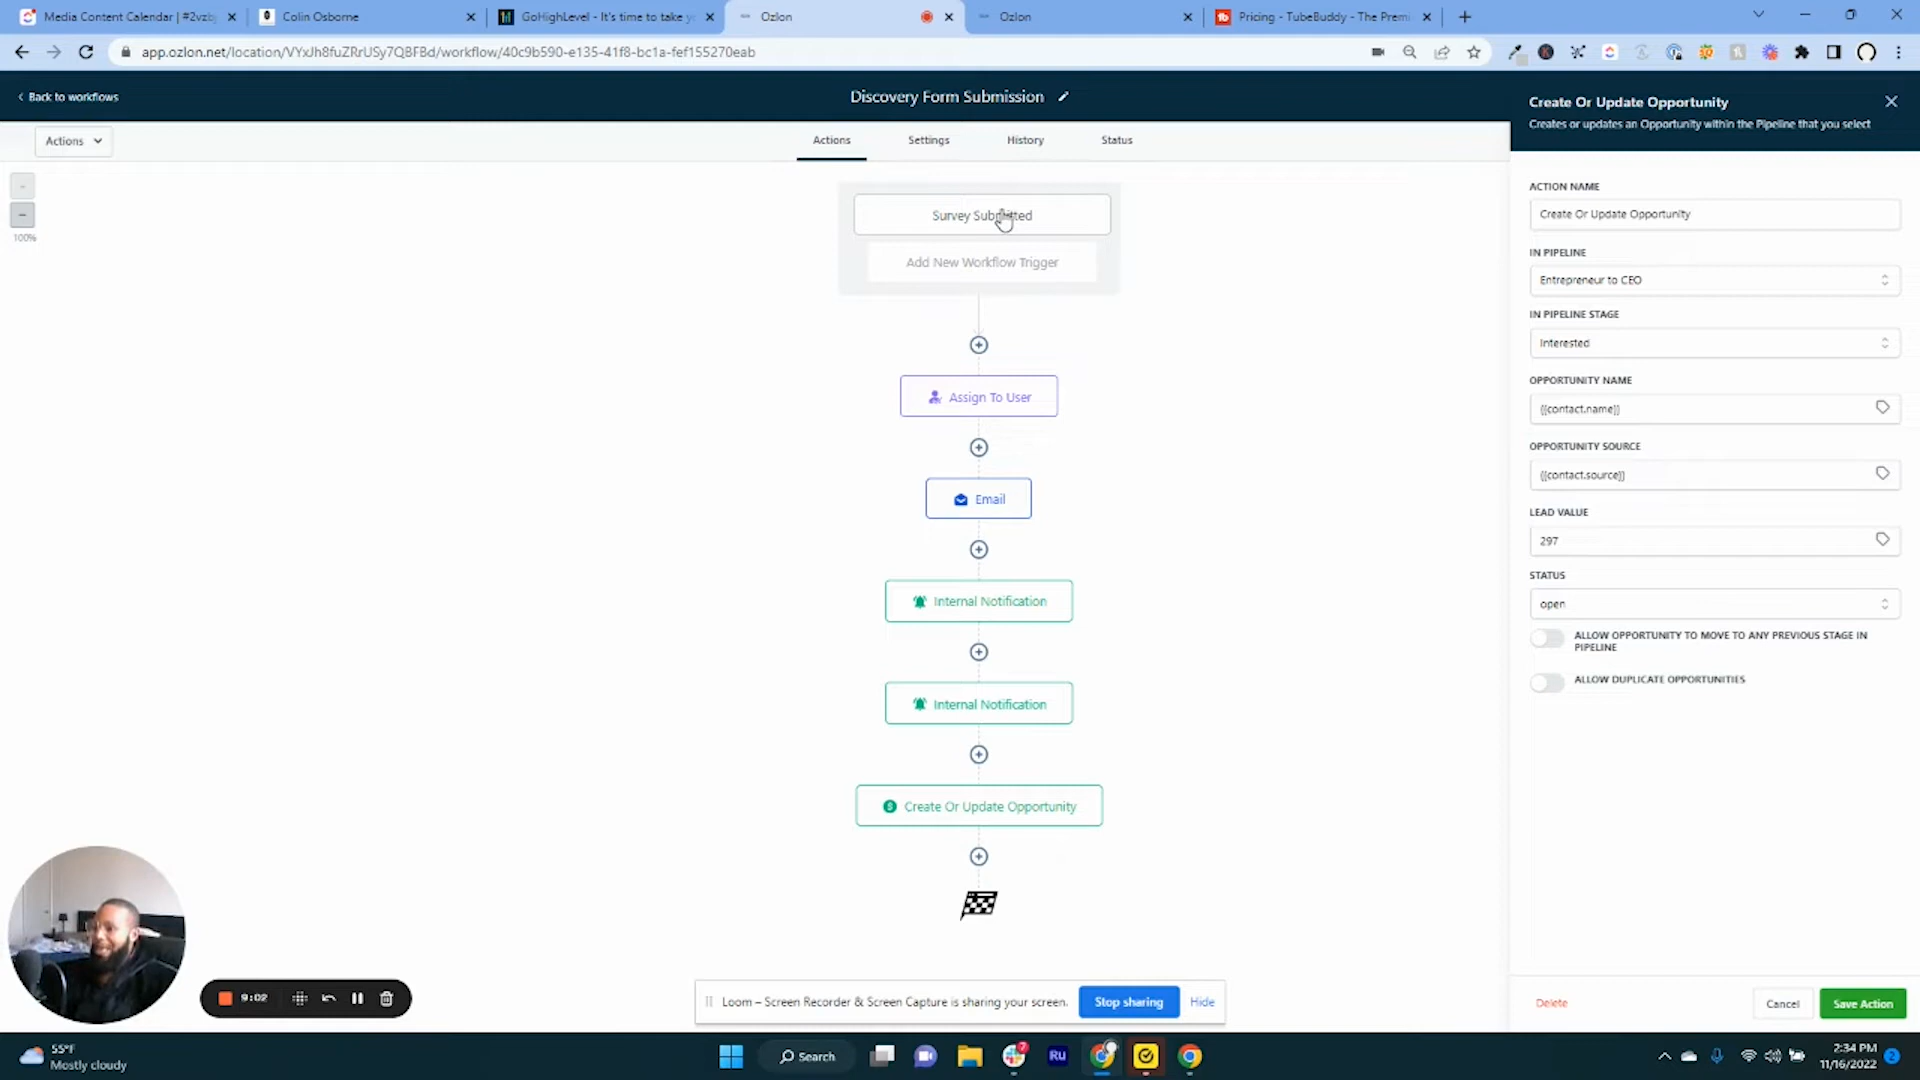 Media Content Calendar | #2vzb
Colin Osborne
GoHighLevel - It's time to take y
Ozlon
Ozlon
Pricing - TubeBuddy - The Premi
app.ozlon.net/location/VYxJh8fuZRrUSy7QBFBd/workflow/40c9b590-e135-41f8-bc1a-fef155270eab
Back to workflows
Discovery Form Submission
Create Or Update Opportunity
Creates or updates an Opportunity within the Pipeline that you select
Actions
Actions
Settings
History
Status
100%
Survey Submitted
Add New Workflow Trigger
Assign To User
Email
Internal Notification
Internal Notification
Create Or Update Opportunity
ACTION NAME
Create Or Update Opportunity
IN PIPELINE
Entrepreneur to CEO
IN PIPELINE STAGE
Interested
OPPORTUNITY NAME
{{contact.name}}
OPPORTUNITY SOURCE
{{contact.source}}
LEAD VALUE
297
STATUS
open
ALLOW OPPORTUNITY TO MOVE TO ANY PREVIOUS STAGE IN
PIPELINE
ALLOW DUPLICATE OPPORTUNITIES
Delete
Cancel
Save Action
9:02
Loom – Screen Recorder & Screen Capture is sharing your screen.
Stop sharing
Hide
55°F
Mostly cloudy
Search
7
Ru
2:34 PM
11/16/2022
2